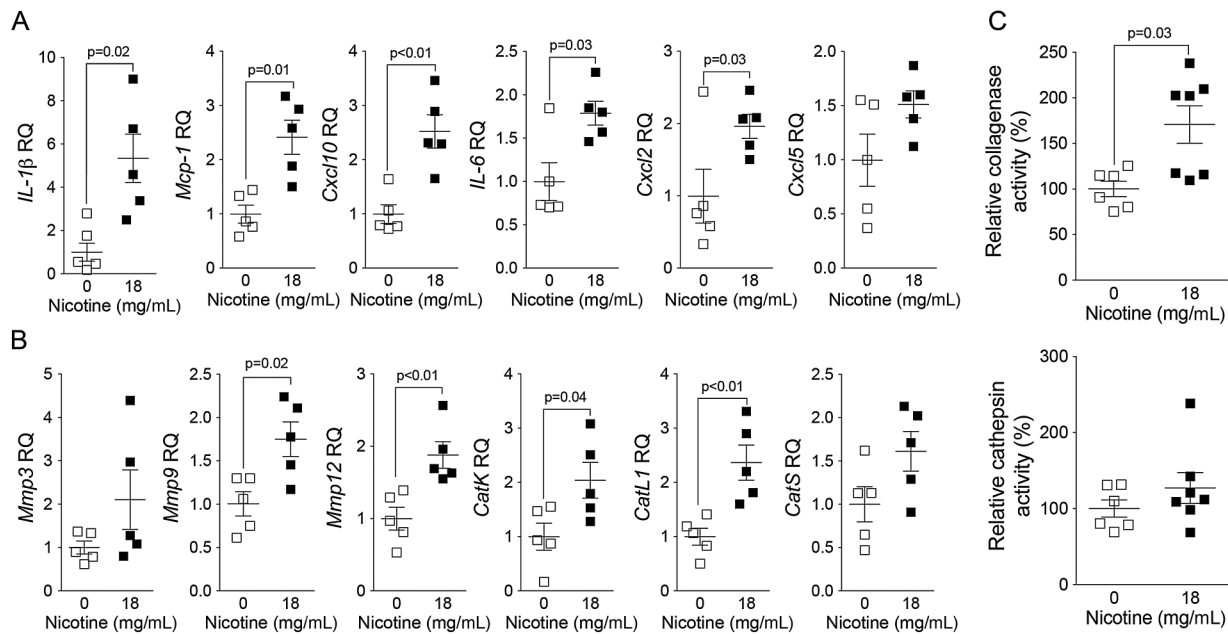 A
IL-1β RQ
10
8
6
4
2
0
p=0.02
0 18
Nicotine (mg/mL)
Mcp-1 RQ
4
3
2
1
0
p=0.01
0 18
Nicotine (mg/mL)
Cxcl10 RQ
4
3
2
1
0
p<0.01
0 18
Nicotine (mg/mL)
IL-6 RQ
2.5
2.0
1.5
1.0
0.5
0.0
p=0.03
0 18
Nicotine (mg/mL)
Cxcl2 RQ
3
2
1
0
p=0.03
0 18
Nicotine (mg/mL)
Cxcl5 RQ
2.0
1.5
1.0
0.5
0.0
0 18
Nicotine (mg/mL)
B
Mmp3 RQ
5
4
3
2
1
0
0 18
Nicotine (mg/mL)
Mmp9 RQ
2.5
2.0
1.5
1.0
0.5
0.0
p=0.02
0 18
Nicotine (mg/mL)
Mmp12 RQ
3
2
1
0
p<0.01
0 18
Nicotine (mg/mL)
CatK RQ
4
3
2
1
0
p=0.04
0 18
Nicotine (mg/mL)
CatL1 RQ
4
3
2
1
0
p<0.01
0 18
Nicotine (mg/mL)
CatS RQ
2.5
2.0
1.5
1.0
0.5
0.0
0 18
Nicotine (mg/mL)
C
Relative collagenase
activity (%)
250
200
150
100
50
0
p=0.03
0 18
Nicotine (mg/mL)
Relative cathepsin
activity (%)
300
200
100
0
0 18
Nicotine (mg/mL)